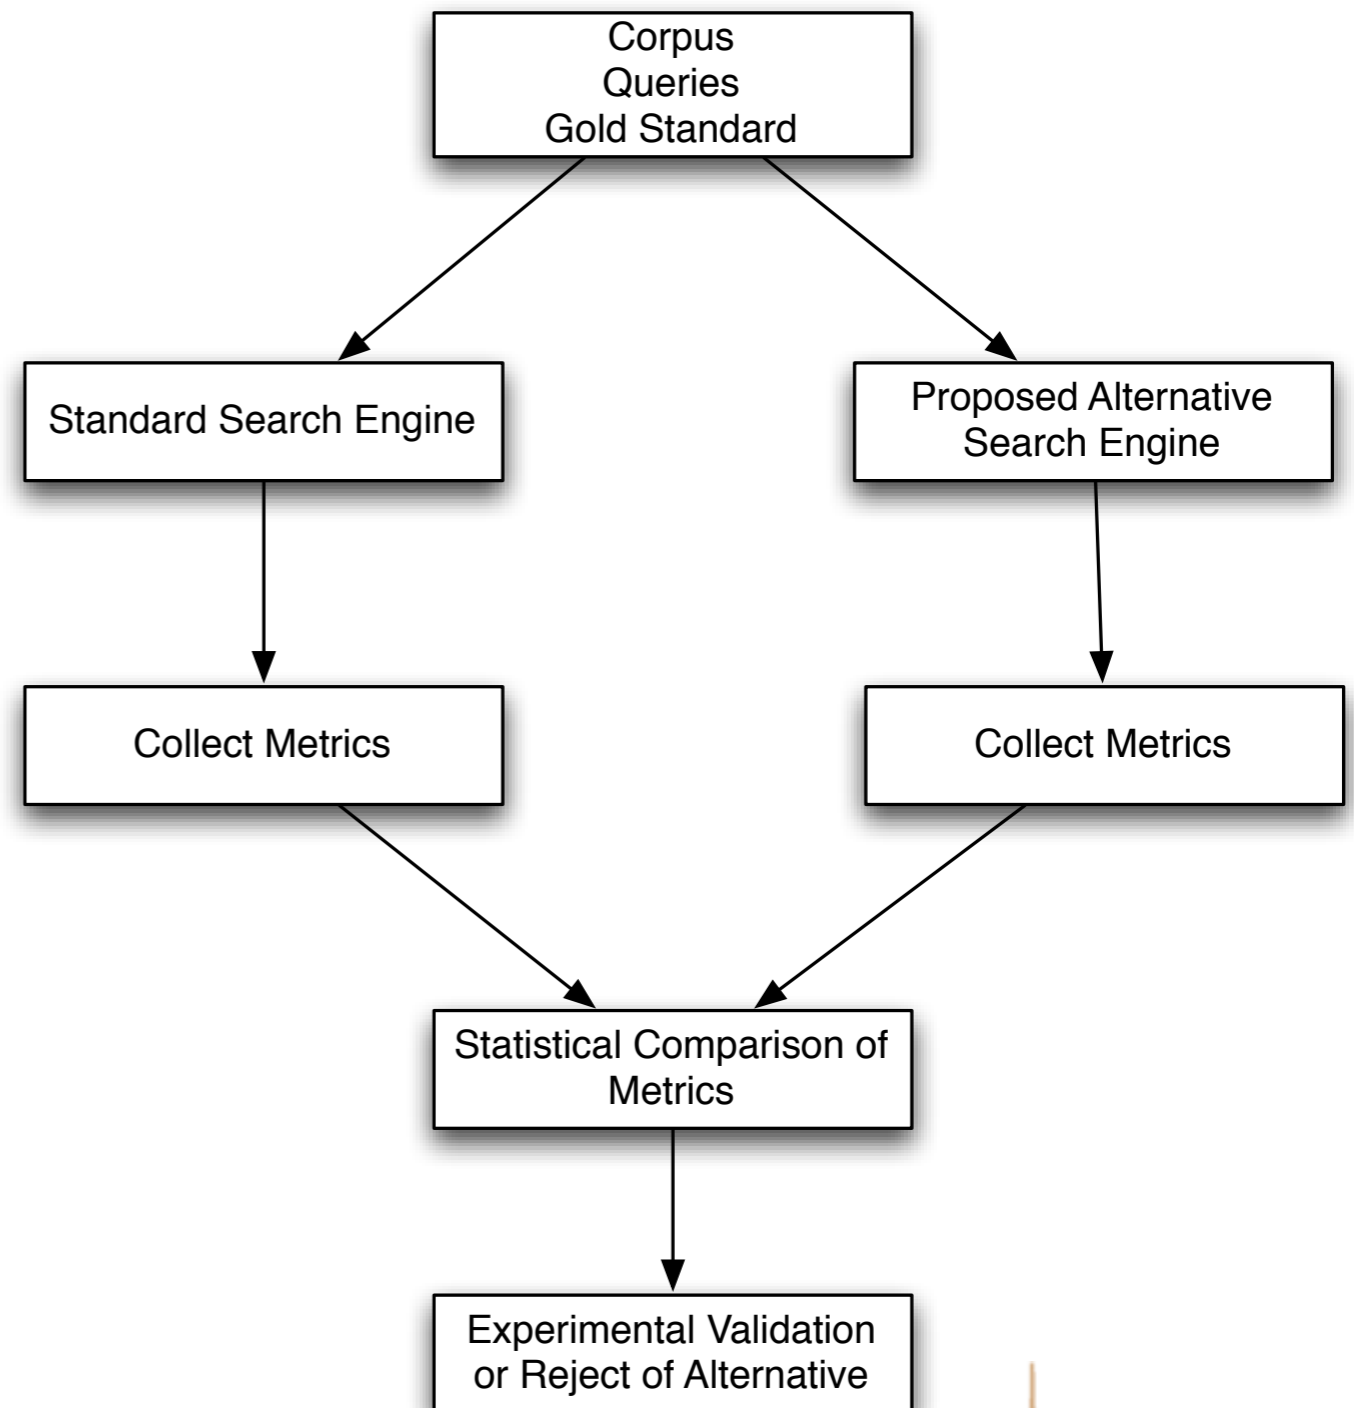 Corpus
Queries
Gold Standard
Standard Search Engine
Proposed Alternative
Search Engine
Collect Metrics
Collect Metrics
Statistical Comparison of
Metrics
Experimental Validation
or Reject of Alternative